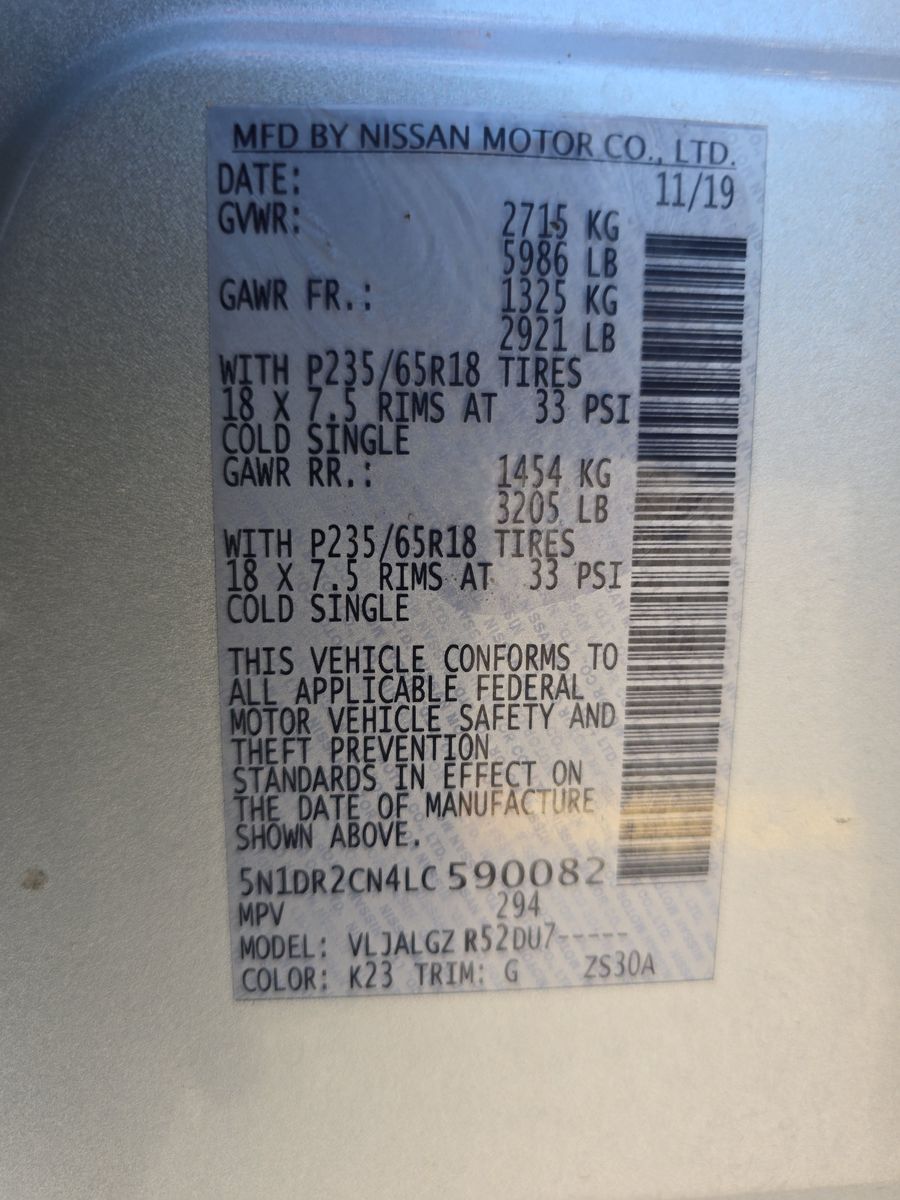 MFD BY NISSAN MOTOR CO., LTD.
DATE: 11/19
GVWR: 2715 KG
5986 LB
GAWR FR.: 1325 KG
2921 LB
WITH P235/65R18 TIRES
18 X 7.5 RIMS AT 33 PSI
COLD SINGLE
GAWR RR.: 1454 KG
3205 LB
WITH P235/65R18 TIRES
18 X 7.5 RIMS AT 33 PSI
COLD SINGLE
THIS VEHICLE CONFORMS TO
ALL APPLICABLE FEDERAL
MOTOR VEHICLE SAFETY AND
THEFT PREVENTION
STANDARDS IN EFFECT ON
THE DATE OF MANUFACTURE
SHOWN ABOVE.
5N1DR2CN4LC590082
MPV 294
MODEL: VLJALGZ R52DU7-----
COLOR: K23 TRIM: G ZS30A